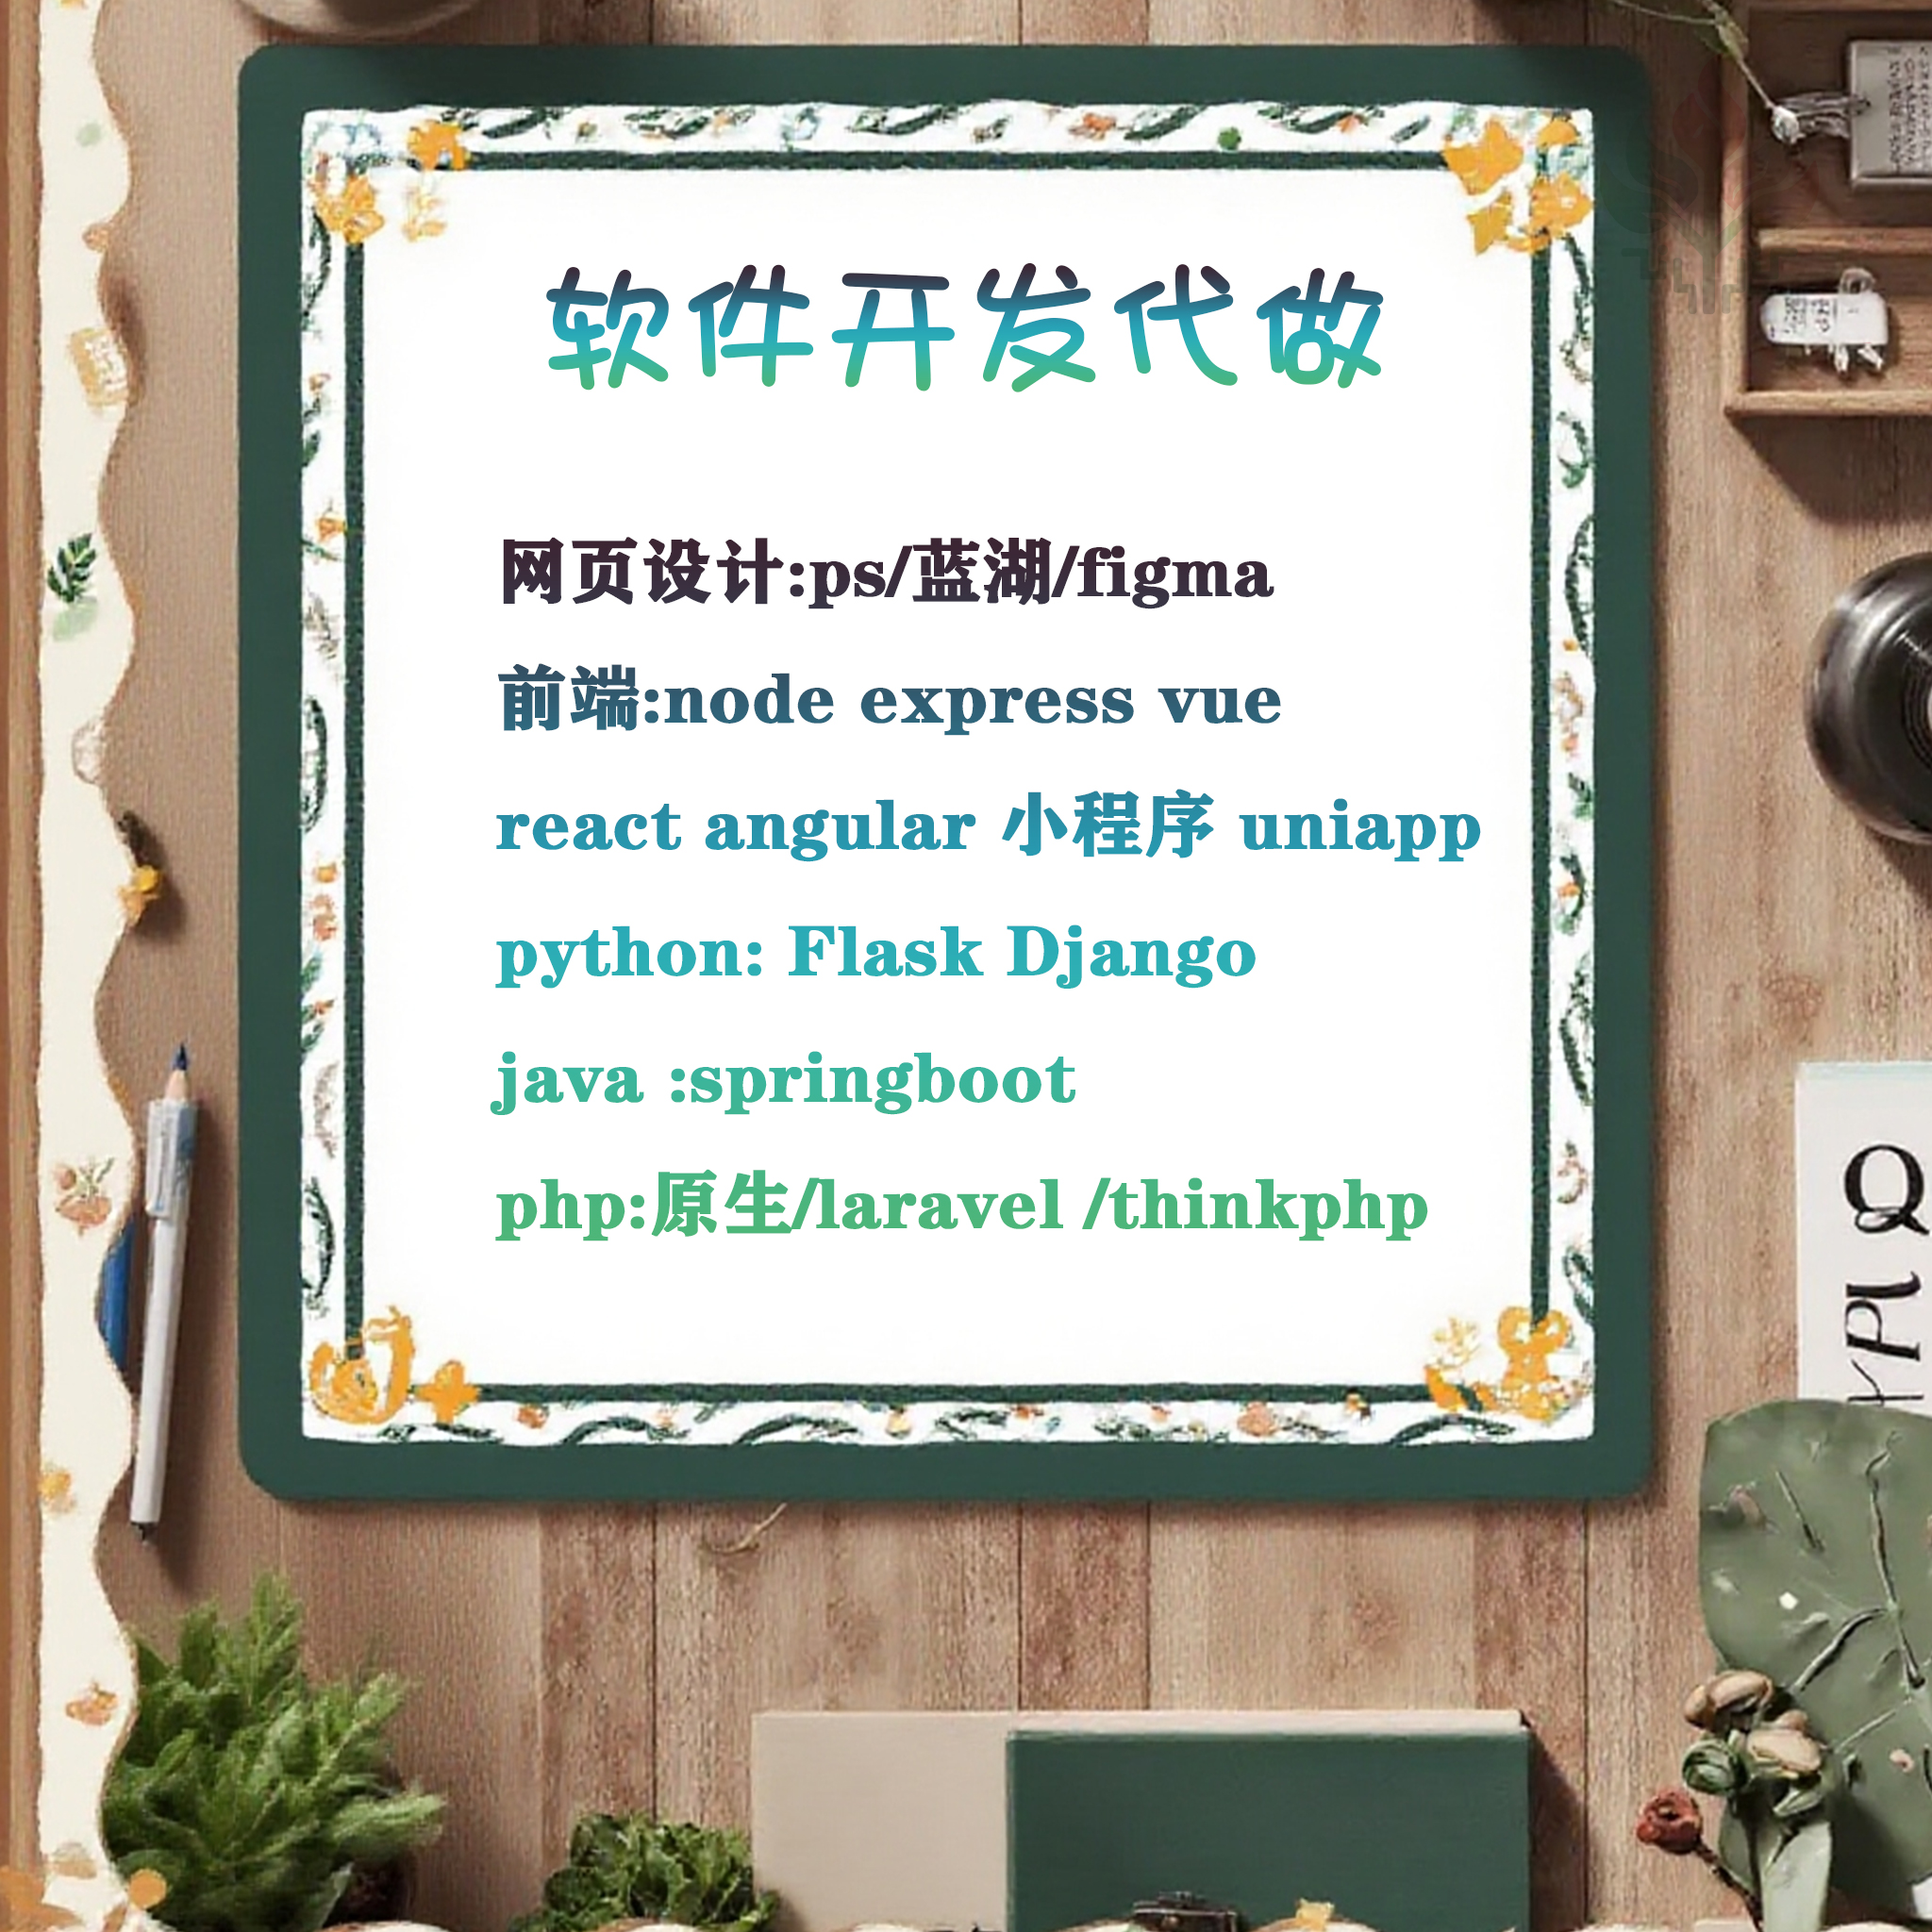 软件开发代做
网页设计:ps/蓝湖/figma
前端:node express vue
react angular 小程序 uniapp
python: Flask Django
java :springboot
php:原生/laravel /thinkphp